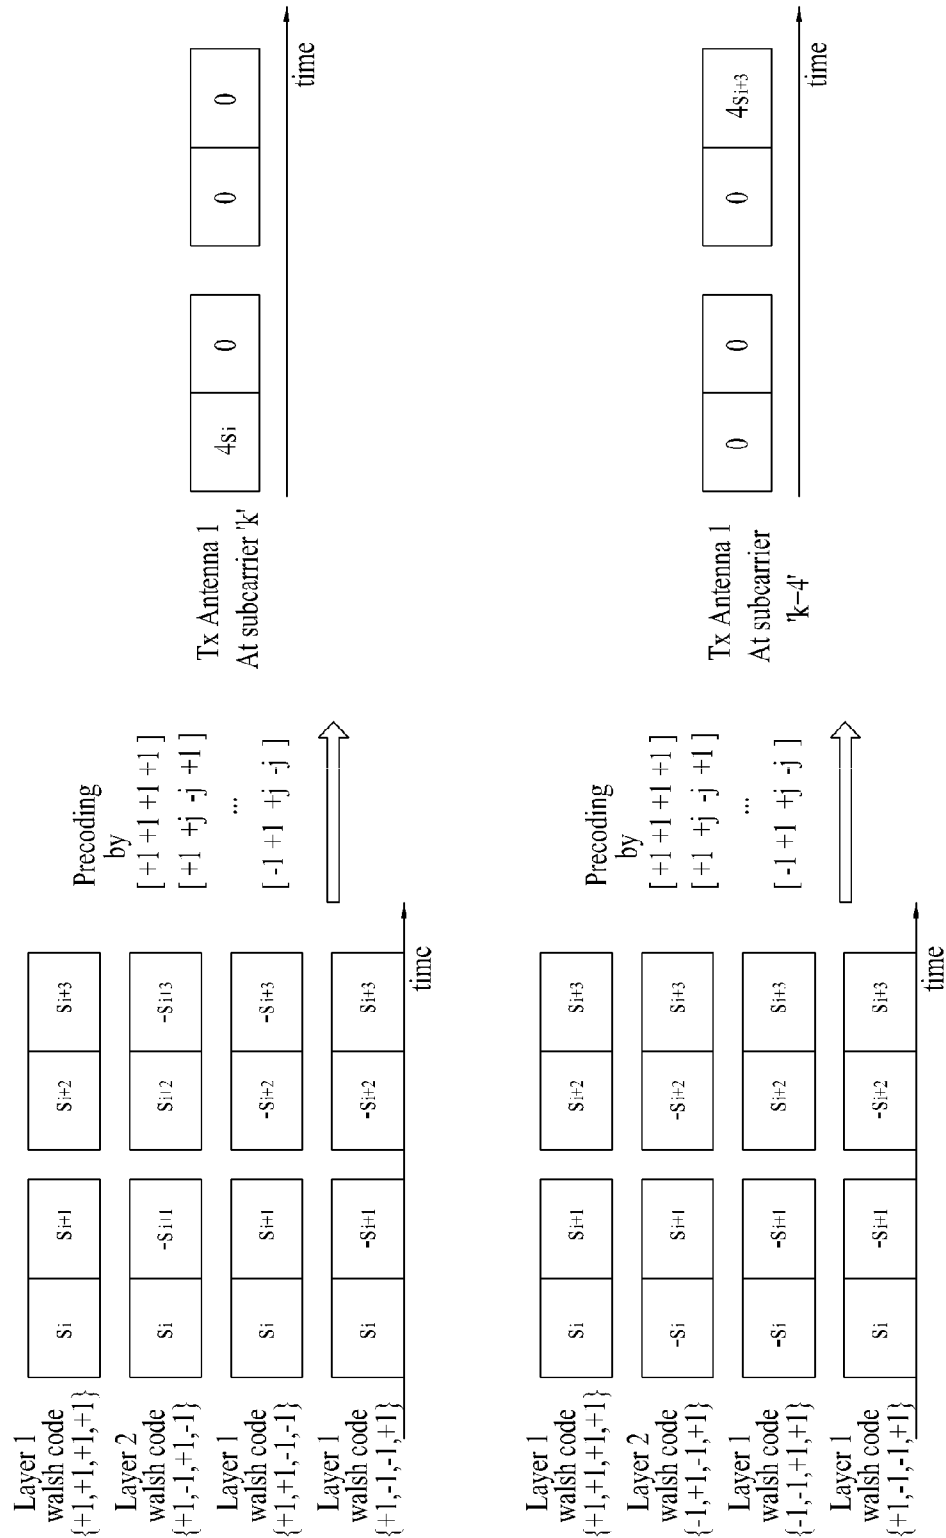 Layer 1
walsh code
{+1,+1,+1,+1}
Si
Si+1
Si+2
Si+3
Layer 2
walsh code
{+1,-1,+1,-1}
Si
-Si+1
Si+2
-Si+3
Layer 1
walsh code
{+1,+1,-1,-1}
Si
Si+1
-Si+2
-Si+3
Layer 1
walsh code
{+1,-1,-1,+1}
Si
-Si+1
-Si+2
Si+3
time
Precoding
by
[ +1 +1 +1 +1 ]
[ +1 +j -j +1 ]
...
[ -1 +1 +j -j ]
Tx Antenna 1
At subcarrier 'k'
4Si
0
0
0
time
Layer 1
walsh code
{+1,+1,+1,+1}
Si
Si+1
Si+2
Si+3
Layer 2
walsh code
{-1,+1,-1,+1}
-Si
Si+1
-Si+2
Si+3
Layer 1
walsh code
{-1,-1,+1,+1}
-Si
-Si+1
Si+2
Si+3
Layer 1
walsh code
{+1,-1,-1,+1}
Si
-Si+1
-Si+2
Si+3
time
Precoding
by
[ +1 +1 +1 +1 ]
[ +1 +j -j +1 ]
...
[ -1 +1 +j -j ]
Tx Antenna 1
At subcarrier
'k−4'
0
0
0
4Si+3
time